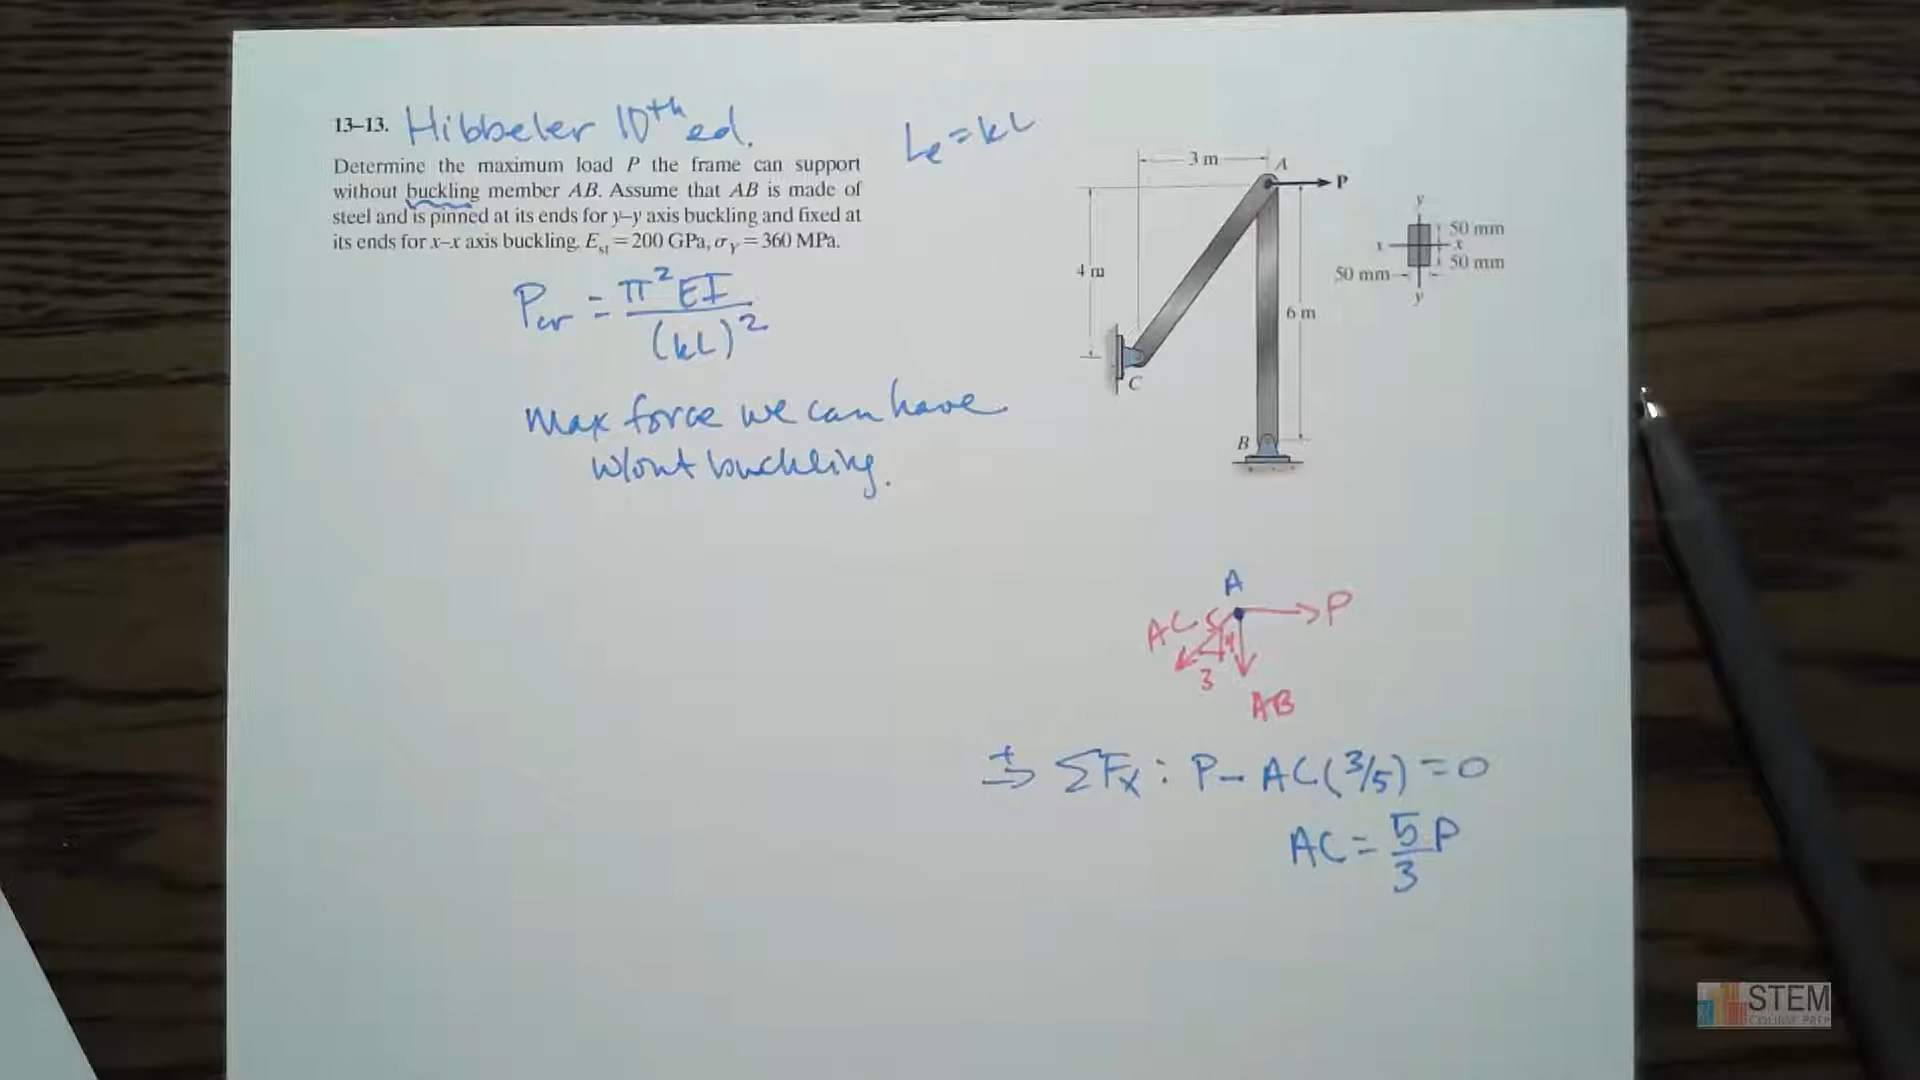 13–13. Hibbeler 10th ed.
Determine the maximum load P the frame can support
without buckling member AB. Assume that AB is made of
steel and is pinned at its ends for y–y axis buckling and fixed at
its ends for x–x axis buckling. Est = 200 GPa, σY = 360 MPa.
Le = kL
Pcr = π²EI
(kL)²
max force we can have
w/out buckling.
3 m
A
P
4 m
6 m
C
B
y
50 mm
x
x
50 mm
50 mm
y
A
P
AC
5
4
3
AB
→+ ΣFx : P – AC(3/5) = 0
AC = 5/3 P
STEM
COURSE PREP